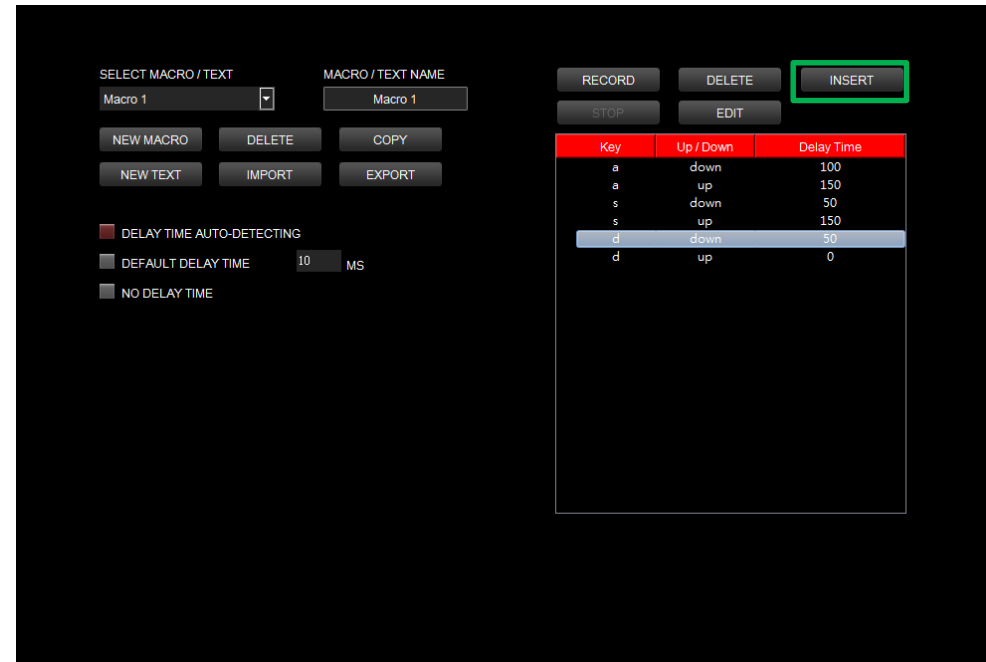 SELECT MACRO / TEXT
MACRO / TEXT NAME
Macro 1
Macro 1
NEW MACRO DELETE COPY
NEW TEXT IMPORT EXPORT
DELAY TIME AUTO-DETECTING
DEFAULT DELAY TIME 10 MS
NO DELAY TIME
RECORD DELETE INSERT
STOP EDIT
Key Up / Down Delay Time
a down 100
a up 150
s down 50
s up 150
d down 50
d up 0